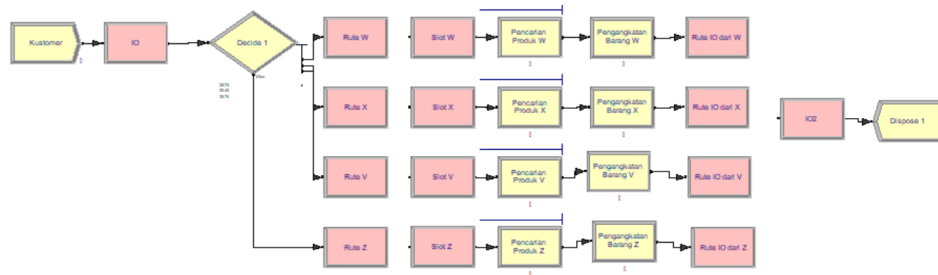 Kustomer
IO
Decide 1
Else
Rute W
Slot W
Pencarian
Produk W
Pengangkatan
Barang W
Rute IO dari W
Rute X
Slot X
Pencarian
Produk X
Pengangkatan
Barang X
Rute IO dari X
IO2
Dispose 1
Rute V
Slot V
Pencarian
Produk V
Pengangkatan
Barang V
Rute IO dari V
Rute Z
Slot Z
Pencarian
Produk Z
Pengangkatan
Barang Z
Rute IO dari Z